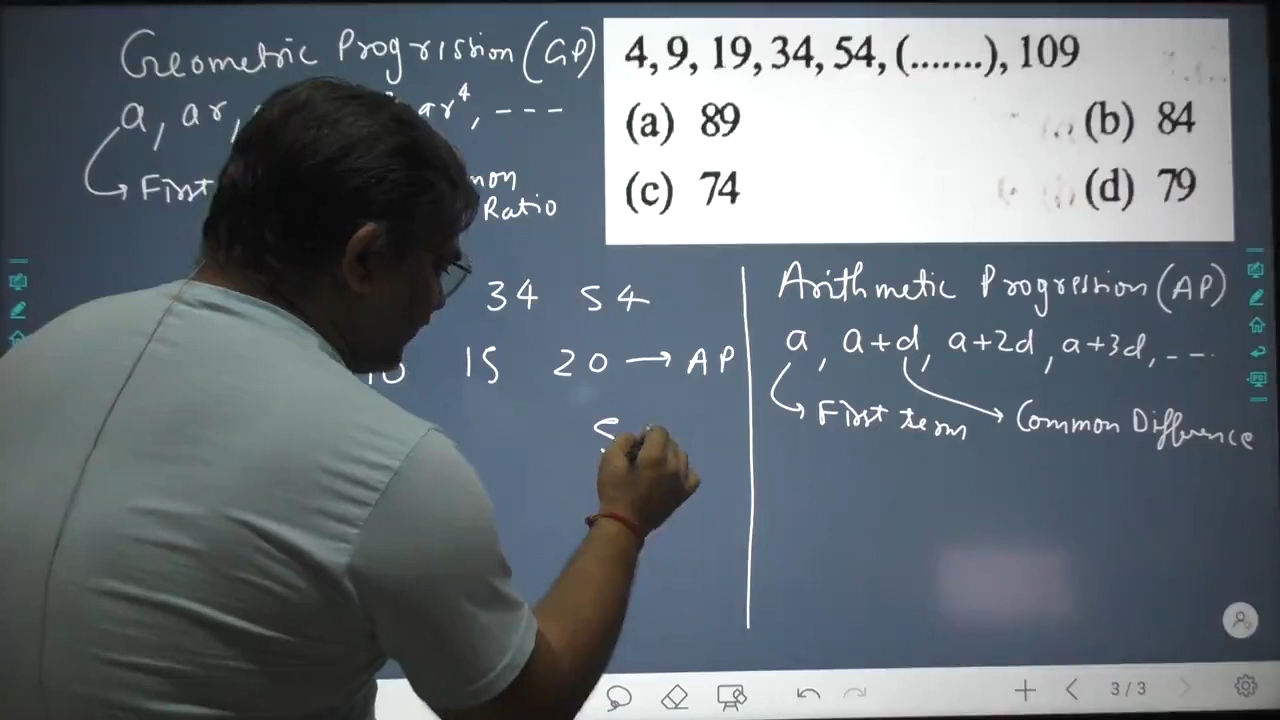 Geometric Progression (GP)
a, ar, ar⁴, ---
First
Ratio
4, 9, 19, 34, 54, (.......), 109
(a) 89 (b) 84
(c) 74 (d) 79
34 54
10 15 20 → AP
Arithmetic Progression (AP)
a, a+d, a+2d, a+3d, ---
First term Common Difference
3/3